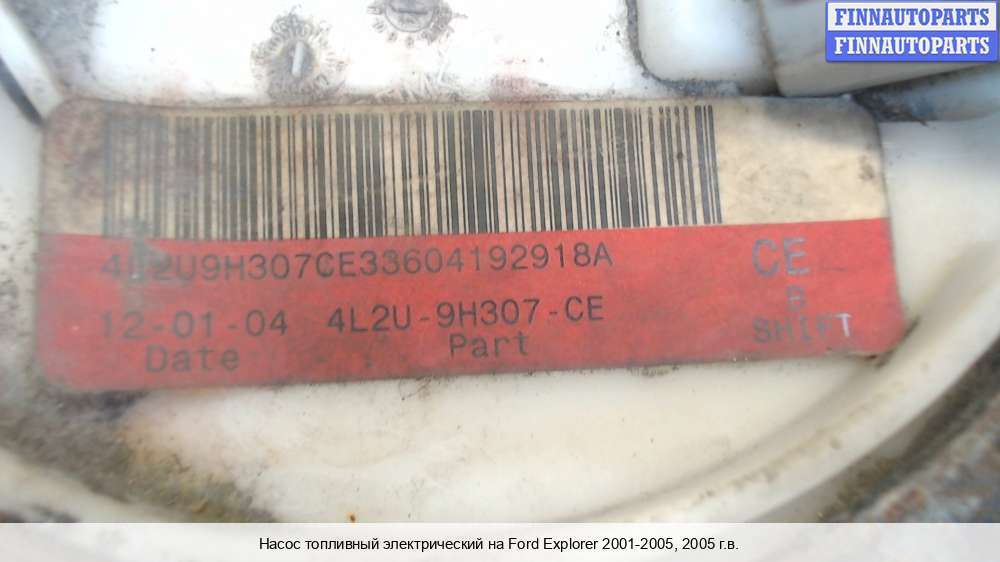 FINNAUTOPARTS
FINNAUTOPARTS
4L2U9H307CE33604192918A
CE
12-01-04 4L2U-9H307-CE
Date Part
SHIFT
Насос топливный электрический на Ford Explorer 2001-2005, 2005 г.в.